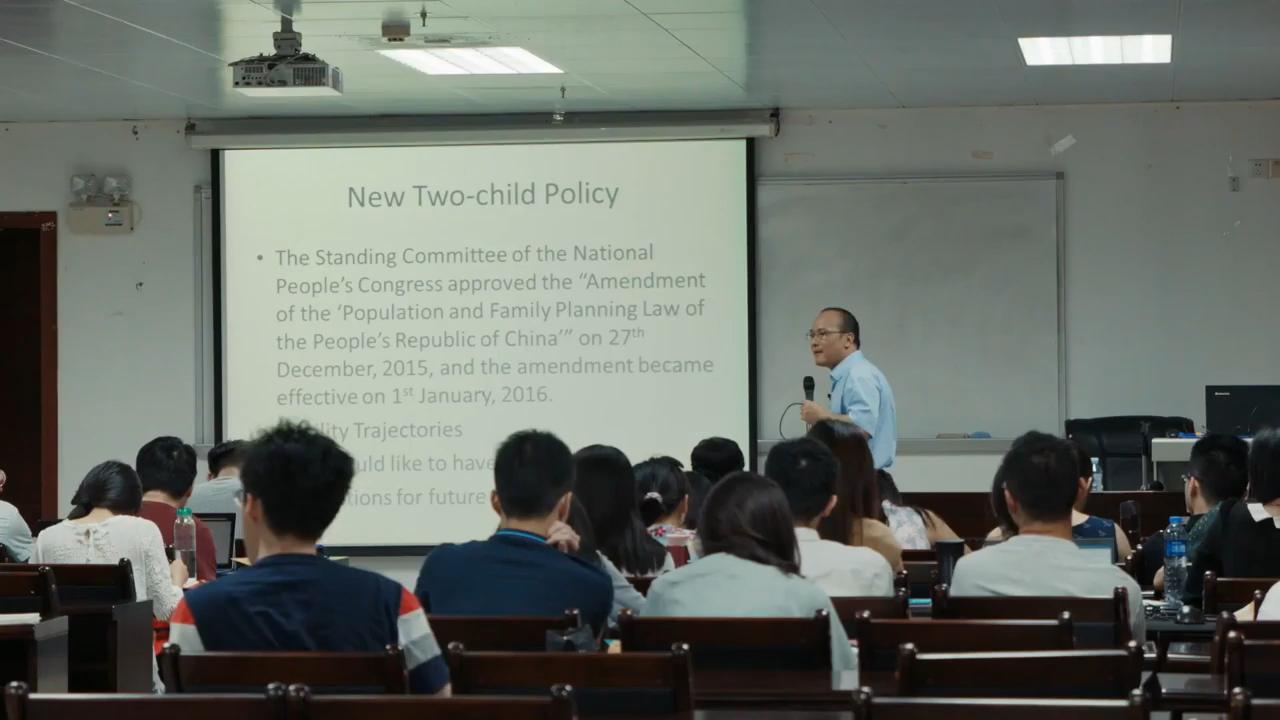 New Two-child Policy
• The Standing Committee of the National
People's Congress approved the “Amendment
of the ‘Population and Family Planning Law of
the People's Republic of China’” on 27th
December, 2015, and the amendment became
effective on 1st January, 2016.
Trajectories
like to have
for future